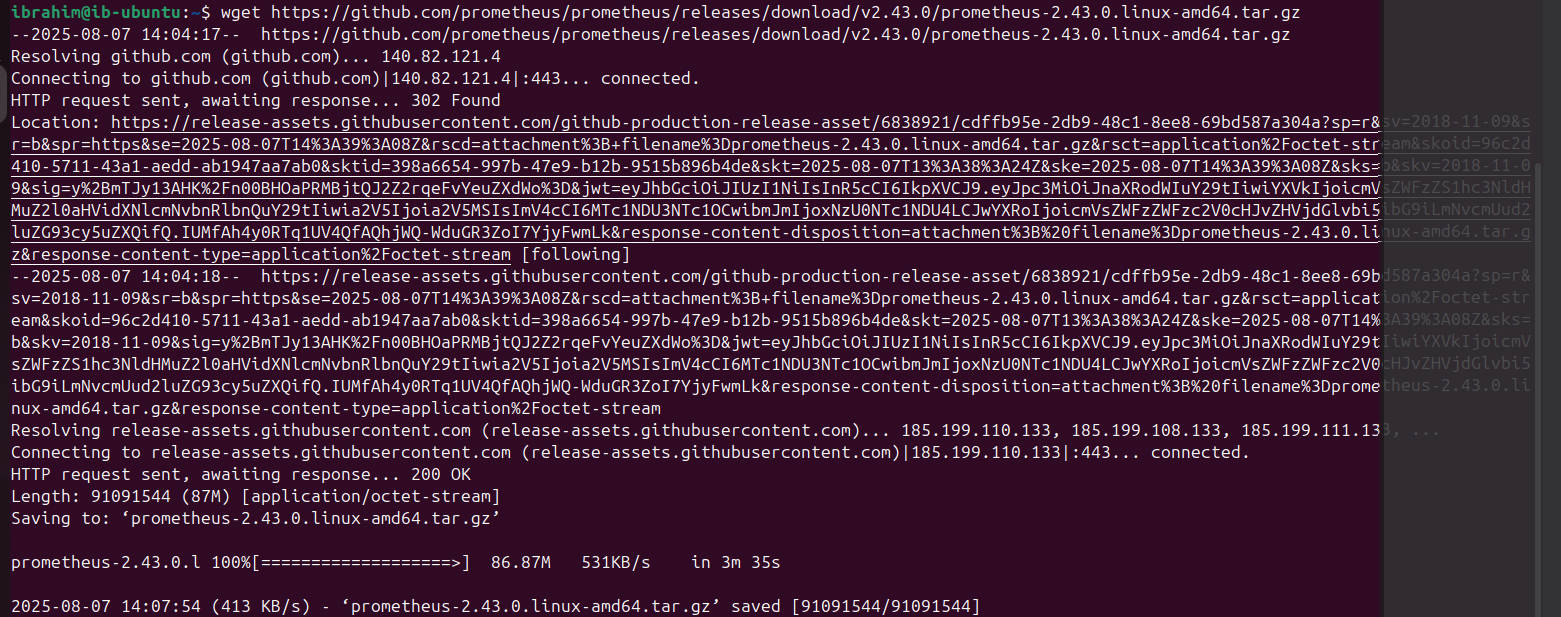 ibrahim@ib-ubuntu:~$ wget https://github.com/prometheus/prometheus/releases/download/v2.43.0/prometheus-2.43.0.linux-amd64.tar.gz
--2025-08-07 14:04:17--  https://github.com/prometheus/prometheus/releases/download/v2.43.0/prometheus-2.43.0.linux-amd64.tar.gz
Resolving github.com (github.com)... 140.82.121.4
Connecting to github.com (github.com)|140.82.121.4|:443... connected.
HTTP request sent, awaiting response... 302 Found
Location: https://release-assets.githubusercontent.com/github-production-release-asset/6838921/cdffb95e-2db9-48c1-8ee8-69bd587a304a?sp=r&sv=2018-11-09&s
r=b&spr=https&se=2025-08-07T14%3A39%3A08Z&rscd=attachment%3B+filename%3Dprometheus-2.43.0.linux-amd64.tar.gz&rsct=application%2Foctet-stream&skoid=96c2d
410-5711-43a1-aedd-ab1947aa7ab0&sktid=398a6654-997b-47e9-b12b-9515b896b4de&skt=2025-08-07T13%3A38%3A24Z&ske=2025-08-07T14%3A39%3A08Z&sks=b&skv=2018-11-0
9&sig=y%2BmTJy13AHK%2Fn00BHOaPRMBjtQJ2Z2rqeFvYeuZXdWo%3D&jwt=eyJhbGciOiJIUzI1NiIsInR5cCI6IkpXVCJ9.eyJpc3MiOiJnaXRodWIuY29tIiwiYXVkIjoicmVsZWFzZS1hc3NldH
MuZ2l0aHVidXNlcmNvbnRlbnQuY29tIiwia2V5Ijoia2V5MSIsImV4cCI6MTc1NDU3NTc1OCwibmJmIjoxNzU0NTc1NDU4LCJwYXRoIjoicmVsZWFzZWFzc2V0cHJvZHVjdGlvbi5ibG9iLmNvcmUud2
luZG93cy5uZXQifQ.IUMfAh4y0RTq1UV4QfAQhjWQ-WduGR3ZoI7YjyFwmLk&response-content-disposition=attachment%3B%20filename%3Dprometheus-2.43.0.linux-amd64.tar.g
z&response-content-type=application%2Foctet-stream [following]
--2025-08-07 14:04:18--  https://release-assets.githubusercontent.com/github-production-release-asset/6838921/cdffb95e-2db9-48c1-8ee8-69bd587a304a?sp=r&
sv=2018-11-09&sr=b&spr=https&se=2025-08-07T14%3A39%3A08Z&rscd=attachment%3B+filename%3Dprometheus-2.43.0.linux-amd64.tar.gz&rsct=application%2Foctet-str
eam&skoid=96c2d410-5711-43a1-aedd-ab1947aa7ab0&sktid=398a6654-997b-47e9-b12b-9515b896b4de&skt=2025-08-07T13%3A38%3A24Z&ske=2025-08-07T14%3A39%3A08Z&sks=
b&skv=2018-11-09&sig=y%2BmTJy13AHK%2Fn00BHOaPRMBjtQJ2Z2rqeFvYeuZXdWo%3D&jwt=eyJhbGciOiJIUzI1NiIsInR5cCI6IkpXVCJ9.eyJpc3MiOiJnaXRodWIuY29tIiwiYXVkIjoicmV
sZWFzZS1hc3NldHMuZ2l0aHVidXNlcmNvbnRlbnQuY29tIiwia2V5Ijoia2V5MSIsImV4cCI6MTc1NDU3NTc1OCwibmJmIjoxNzU0NTc1NDU4LCJwYXRoIjoicmVsZWFzZWFzc2V0cHJvZHVjdGlvbi5
ibG9iLmNvcmUud2luZG93cy5uZXQifQ.IUMfAh4y0RTq1UV4QfAQhjWQ-WduGR3ZoI7YjyFwmLk&response-content-disposition=attachment%3B%20filename%3Dprometheus-2.43.0.li
nux-amd64.tar.gz&response-content-type=application%2Foctet-stream
Resolving release-assets.githubusercontent.com (release-assets.githubusercontent.com)... 185.199.110.133, 185.199.108.133, 185.199.111.133, ...
Connecting to release-assets.githubusercontent.com (release-assets.githubusercontent.com)|185.199.110.133|:443... connected.
HTTP request sent, awaiting response... 200 OK
Length: 91091544 (87M) [application/octet-stream]
Saving to: ‘prometheus-2.43.0.linux-amd64.tar.gz’
prometheus-2.43.0.l 100%[===================>]  86.87M   531KB/s    in 3m 35s
2025-08-07 14:07:54 (413 KB/s) - ‘prometheus-2.43.0.linux-amd64.tar.gz’ saved [91091544/91091544]